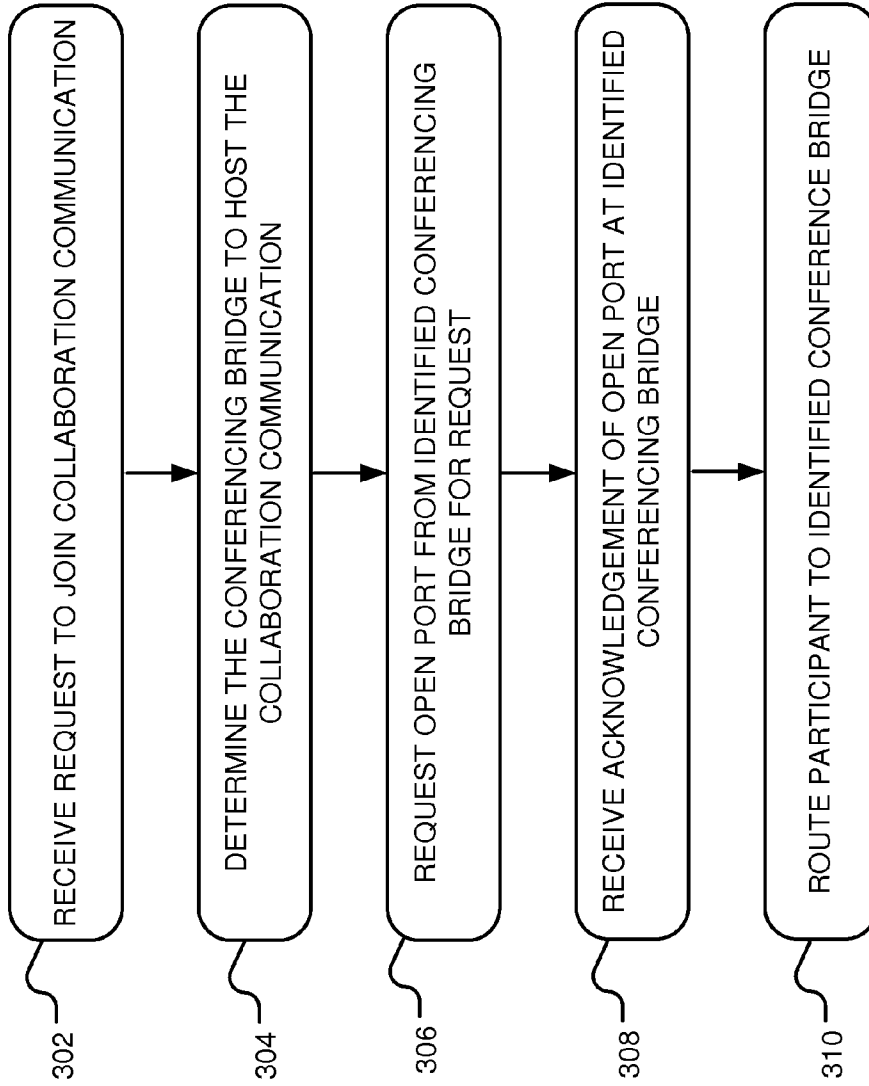 302
RECEIVE REQUEST TO JOIN COLLABORATION COMMUNICATION
304
DETERMINE THE CONFERENCING BRIDGE TO HOST THE
COLLABORATION COMMUNICATION
306
REQUEST OPEN PORT FROM IDENTIFIED CONFERENCING
BRIDGE FOR REQUEST
308
RECEIVE ACKNOWLEDGEMENT OF OPEN PORT AT IDENTIFIED
CONFERENCING BRIDGE
310
ROUTE PARTICIPANT TO IDENTIFIED CONFERENCE BRIDGE